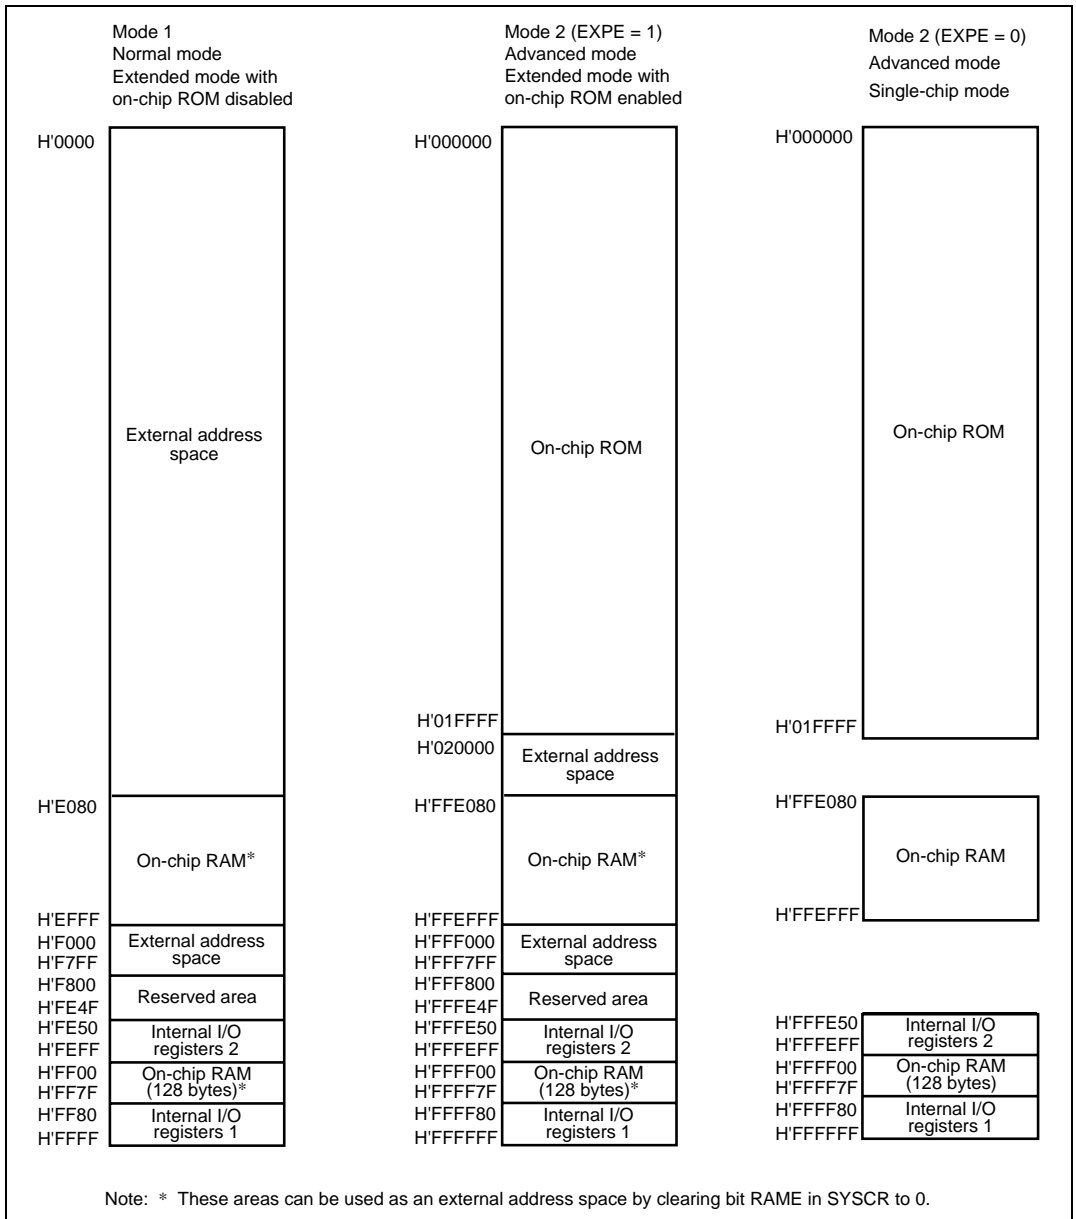 Mode 1
Normal mode
Extended mode with
on-chip ROM disabled
H'0000
External address
space
H'E080
On-chip RAM*
H'EFFF
H'F000
External address
space
H'F7FF
H'F800
Reserved area
H'FE4F
H'FE50
Internal I/O
registers 2
H'FEFF
H'FF00
On-chip RAM
(128 bytes)*
H'FF7F
H'FF80
Internal I/O
registers 1
H'FFFF
Mode 2 (EXPE = 1)
Advanced mode
Extended mode with
on-chip ROM enabled
H'000000
On-chip ROM
H'01FFFF
H'020000
External address
space
H'FFE080
On-chip RAM*
H'FFEFFF
H'FFF000
External address
space
H'FFF7FF
H'FFF800
Reserved area
H'FFFE4F
H'FFFE50
Internal I/O
registers 2
H'FFFEFF
H'FFFF00
On-chip RAM
(128 bytes)*
H'FFFF7F
H'FFFF80
Internal I/O
registers 1
H'FFFFFF
Mode 2 (EXPE = 0)
Advanced mode
Single-chip mode
H'000000
On-chip ROM
H'01FFFF
H'FFE080
On-chip RAM
H'FFEFFF
H'FFFE50
Internal I/O
registers 2
H'FFFEFF
H'FFFF00
On-chip RAM
(128 bytes)
H'FFFF7F
H'FFFF80
Internal I/O
registers 1
H'FFFFFF
Note: * These areas can be used as an external address space by clearing bit RAME in SYSCR to 0.